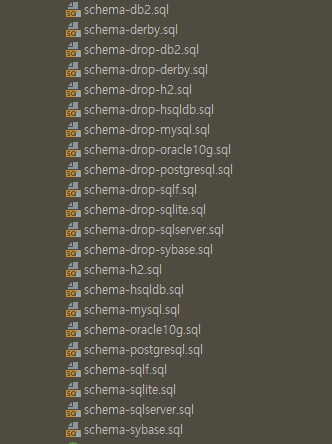 schema-db2.sql
schema-derby.sql
schema-drop-db2.sql
schema-drop-derby.sql
schema-drop-h2.sql
schema-drop-hsqldb.sql
schema-drop-mysql.sql
schema-drop-oracle10g.sql
schema-drop-postgresql.sql
schema-drop-sqlf.sql
schema-drop-sqlite.sql
schema-drop-sqlserver.sql
schema-drop-sybase.sql
schema-h2.sql
schema-hsqldb.sql
schema-mysql.sql
schema-oracle10g.sql
schema-postgresql.sql
schema-sqlf.sql
schema-sqlite.sql
schema-sqlserver.sql
schema-sybase.sql